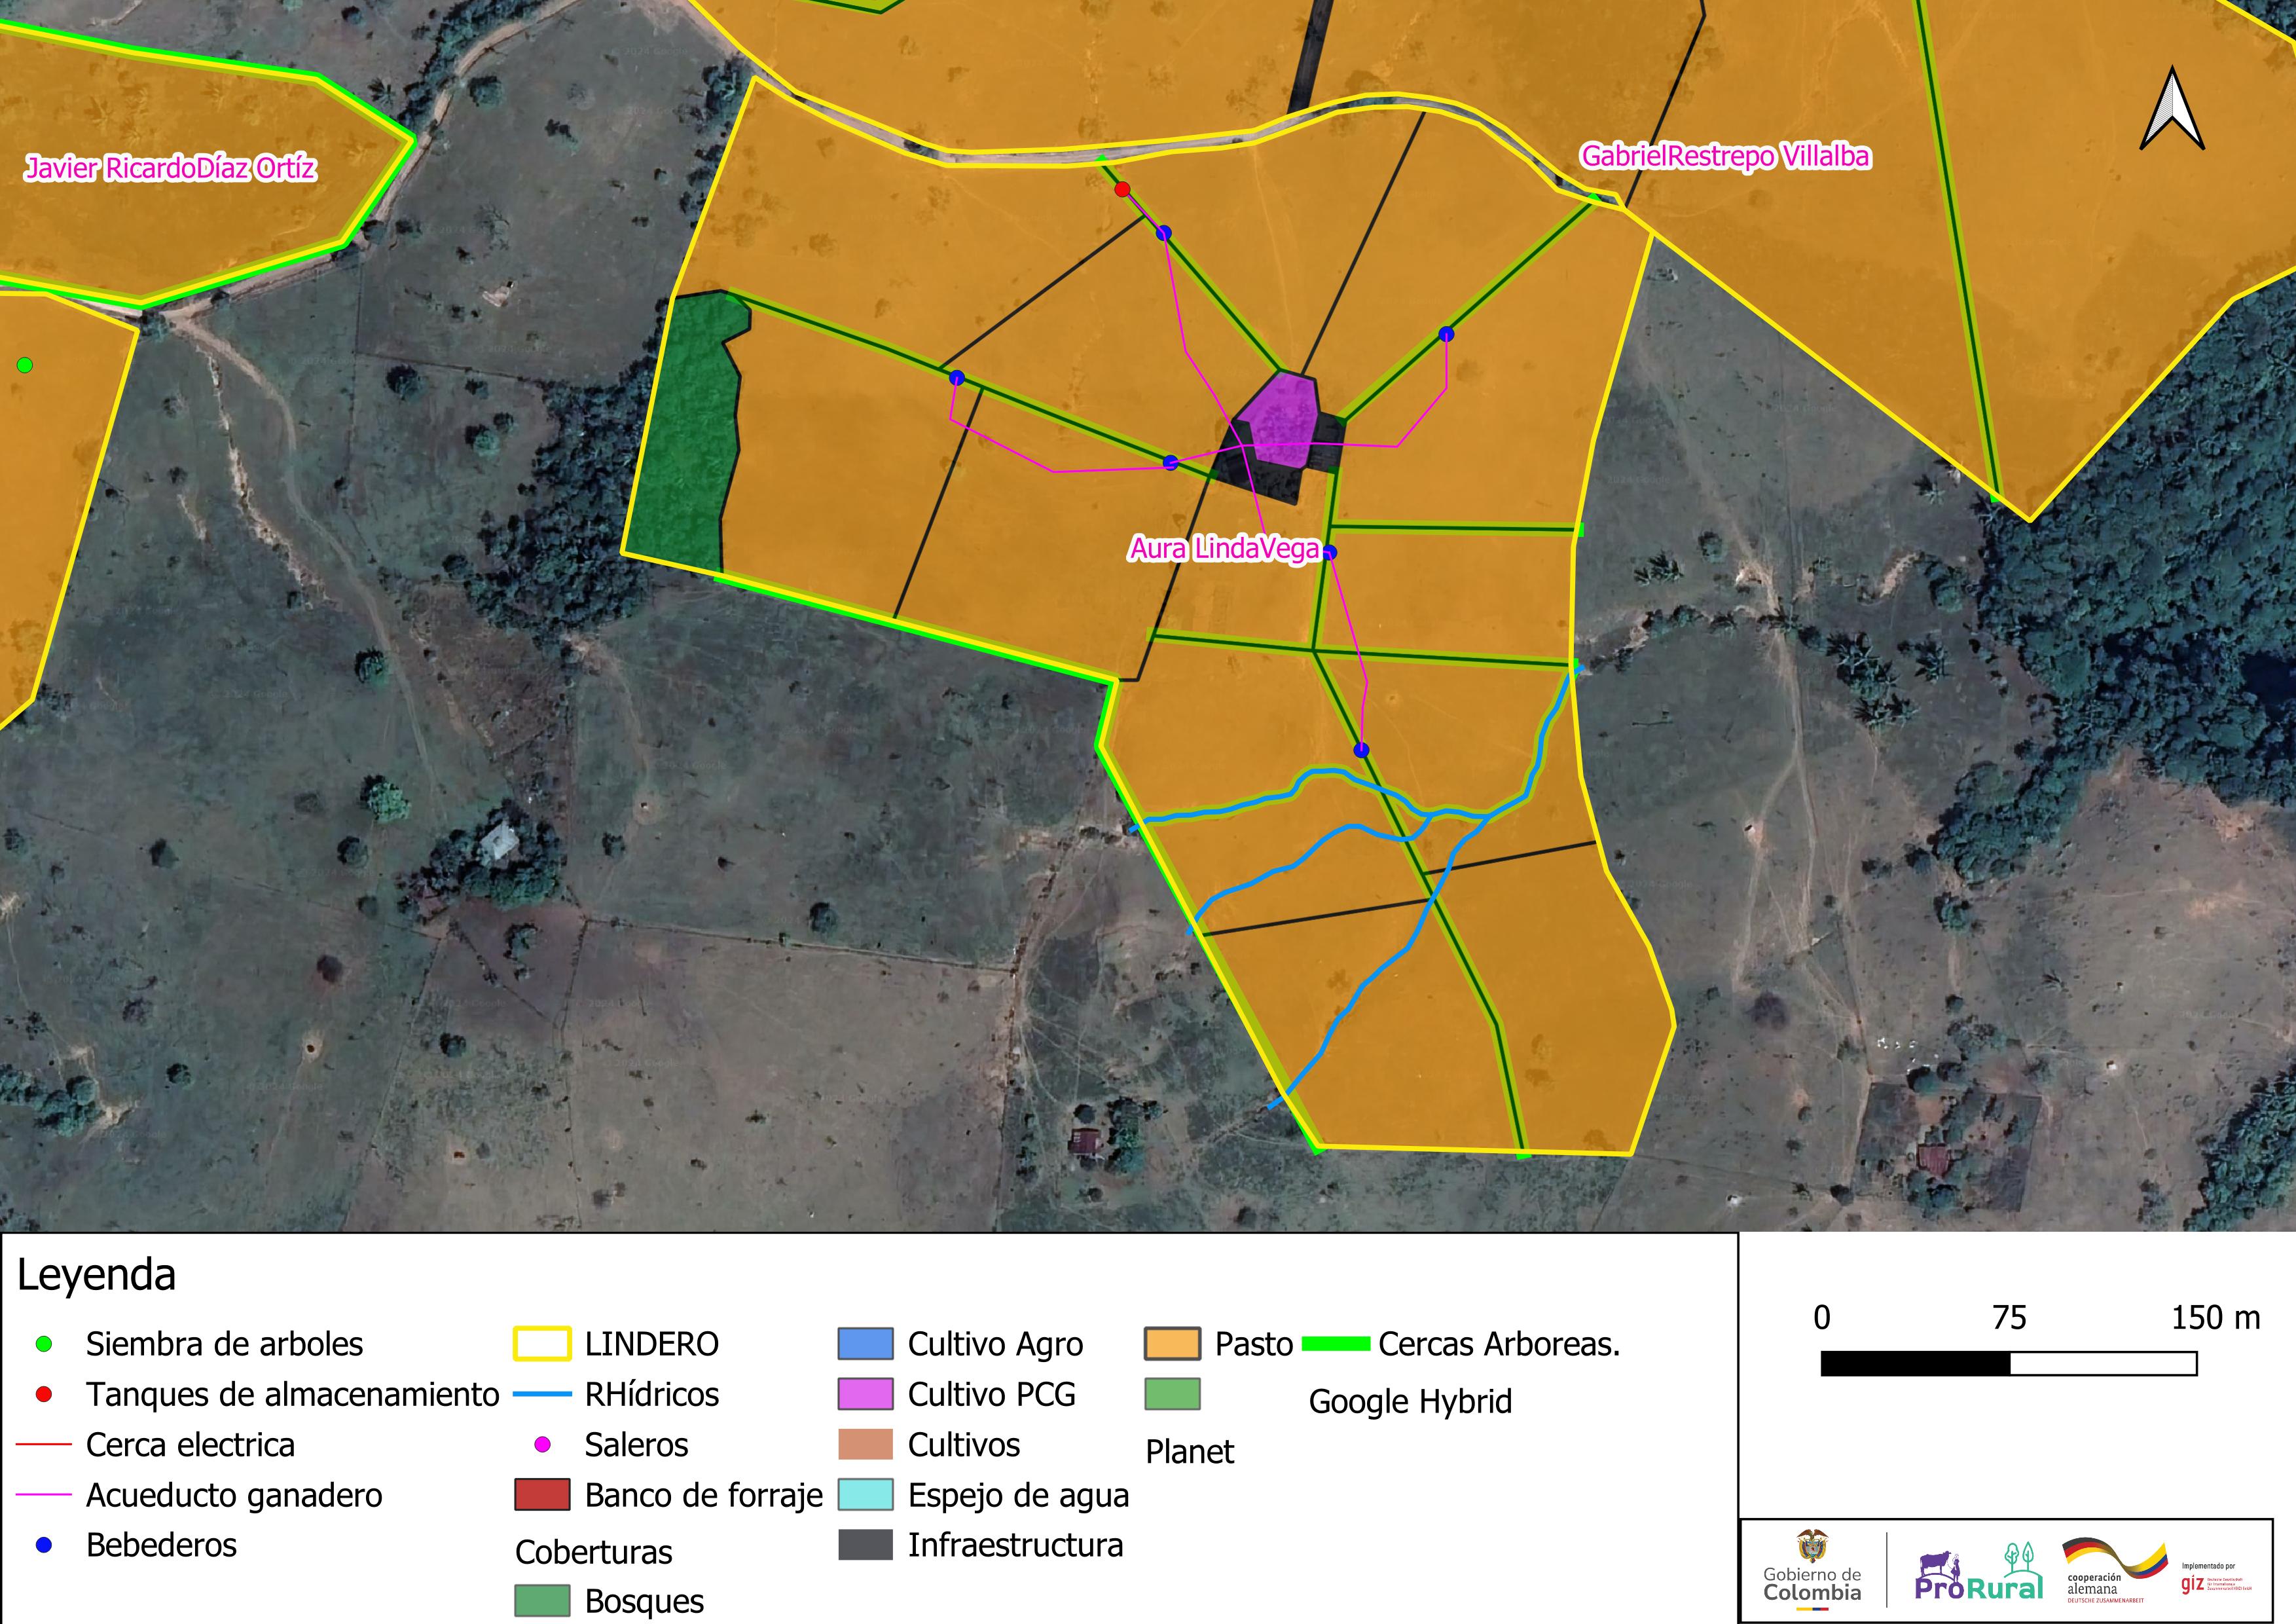 GabrielRestrepo Villalba
Javier RicardoDíaz Ortíz
Aura LindaVega
Leyenda
Siembra de arboles
Tanques de almacenamiento
Cerca electrica
Acueducto ganadero
Bebederos
LINDERO
RHídricos
Saleros
Banco de forraje
Coberturas
Bosques
Cultivo Agro
Cultivo PCG
Cultivos
Espejo de agua
Infraestructura
Pasto
Planet
Cercas Arboreas.
Google Hybrid
0 75 150 m
Gobierno de
Colombia
ProRural
cooperación
alemana
DEUTSCHE ZUSAMMENARBEIT
Implementado por
giz